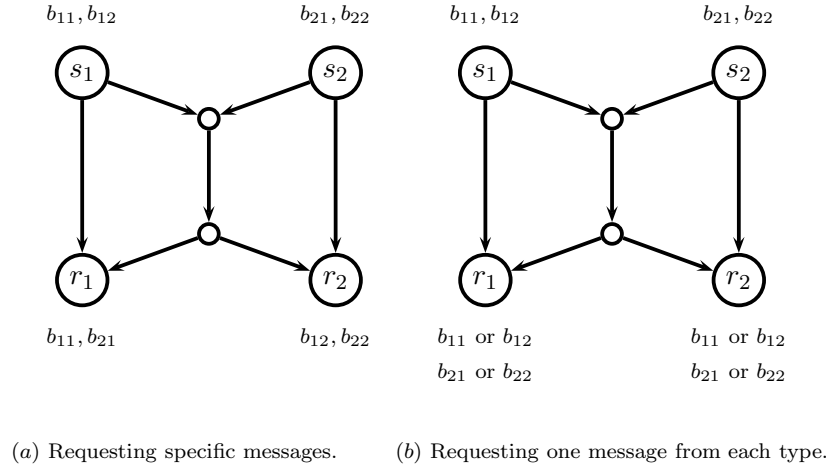 b11, b12 b21, b22 b11, b12 b21, b22
s1 s2 s1 s2
r1 r2 r1 r2
b11, b21 b12, b22 b11 or b12 b11 or b12
b21 or b22 b21 or b22
(a) Requesting specific messages. (b) Requesting one message from each type.